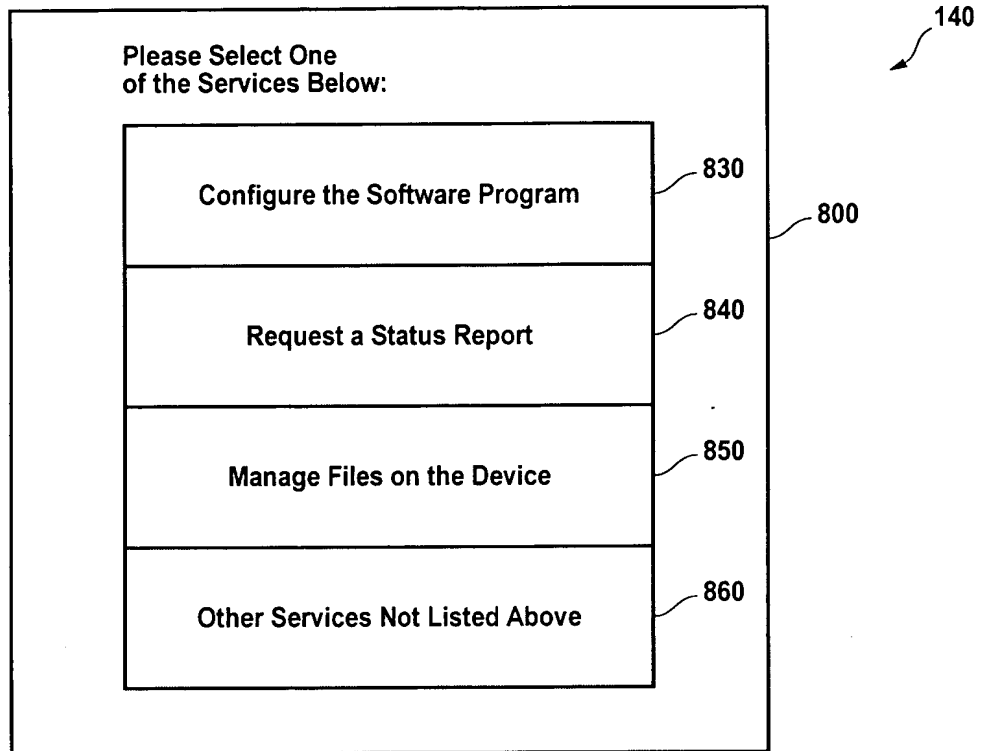 140
Please Select One
of the Services Below:
Configure the Software Program
830
800
Request a Status Report
840
Manage Files on the Device
850
Other Services Not Listed Above
860